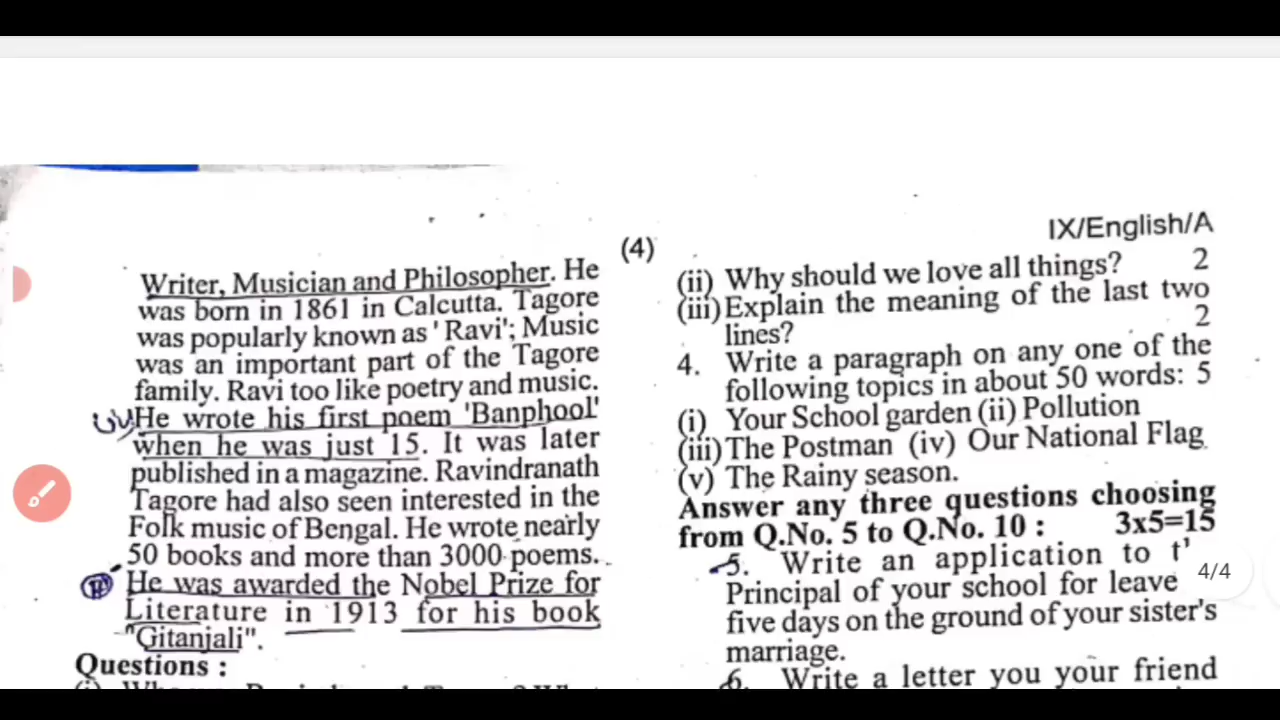 (4)
IX/English/A
Writer, Musician and Philosopher. He
was born in 1861 in Calcutta. Tagore
was popularly known as 'Ravi'; Music
was an important part of the Tagore
family. Ravi too like poetry and music.
He wrote his first poem 'Banphool'
when he was just 15. It was later
published in a magazine. Ravindranath
Tagore had also seen interested in the
Folk music of Bengal. He wrote nearly
50 books and more than 3000 poems.
He was awarded the Nobel Prize for
Literature in 1913 for his book
"Gitanjali".
Questions :
(ii) Why should we love all things? 2
(iii) Explain the meaning of the last two
lines? 2
4. Write a paragraph on any one of the
following topics in about 50 words: 5
(i) Your School garden (ii) Pollution
(iii) The Postman (iv) Our National Flag
(v) The Rainy season.
Answer any three questions choosing
from Q.No. 5 to Q.No. 10 : 3x5=15
5. Write an application to
Principal of your school for leave
five days on the ground of your sister's
marriage.
6. Write a letter you your friend
4/4